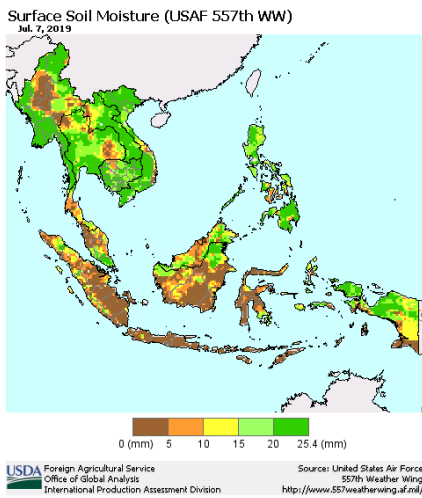 Surface Soil Moisture (USAF 557th WW)
Jul. 7, 2019
0 (mm) 5 10 15 20 25.4 (mm)
USDA Foreign Agricultural Service
Office of Global Analysis
International Production Assessment Division
Source: United States Air Force
557th Weather Wing
http://www.557weatherwing.af.mil/